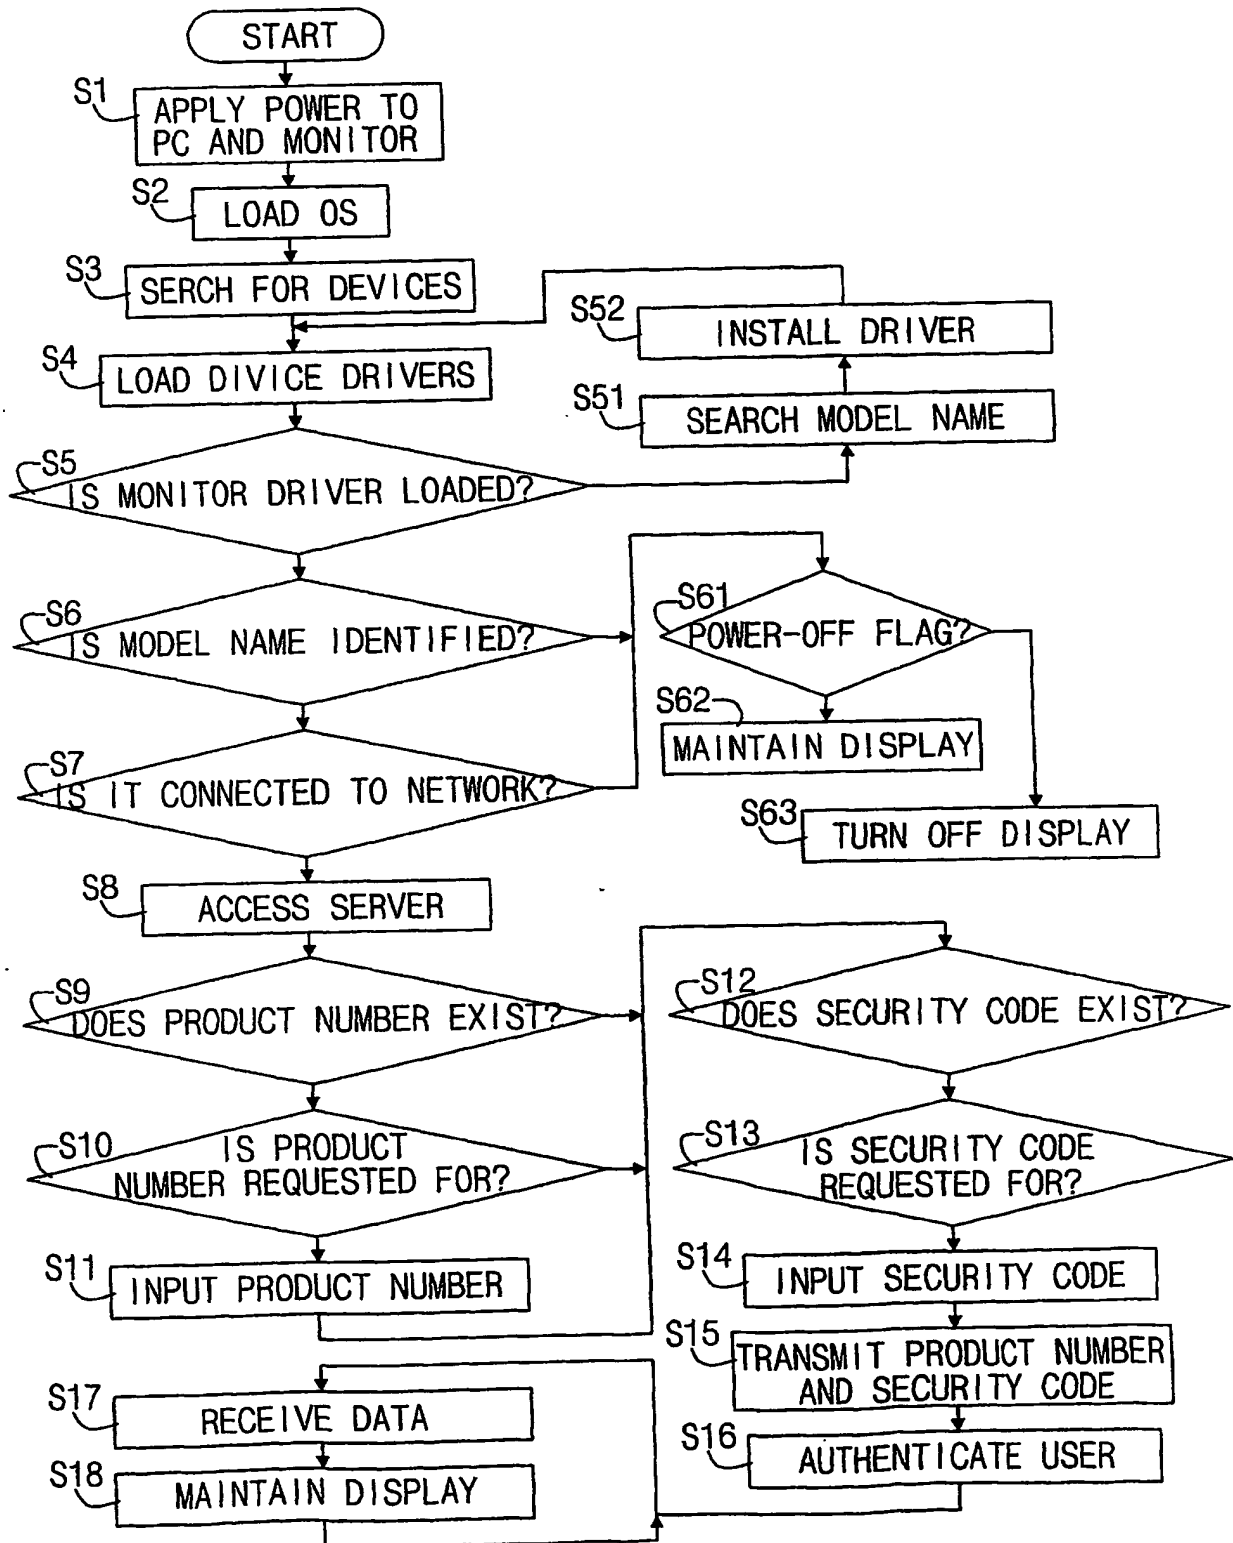 START
S1
APPLY POWER TO
PC AND MONITOR
S2
LOAD OS
S3
SERCH FOR DEVICES
S52
INSTALL DRIVER
S4
LOAD DIVICE DRIVERS
S51
SEARCH MODEL NAME
S5
IS MONITOR DRIVER LOADED?
S6
IS MODEL NAME IDENTIFIED?
S61
POWER-OFF FLAG?
S62
MAINTAIN DISPLAY
S7
IS IT CONNECTED TO NETWORK?
S63
TURN OFF DISPLAY
S8
ACCESS SERVER
S9
DOES PRODUCT NUMBER EXIST?
S12
DOES SECURITY CODE EXIST?
S10
IS PRODUCT
NUMBER REQUESTED FOR?
S13
IS SECURITY CODE
REQUESTED FOR?
S11
INPUT PRODUCT NUMBER
S14
INPUT SECURITY CODE
S15
TRANSMIT PRODUCT NUMBER
AND SECURITY CODE
S17
RECEIVE DATA
S16
AUTHENTICATE USER
S18
MAINTAIN DISPLAY